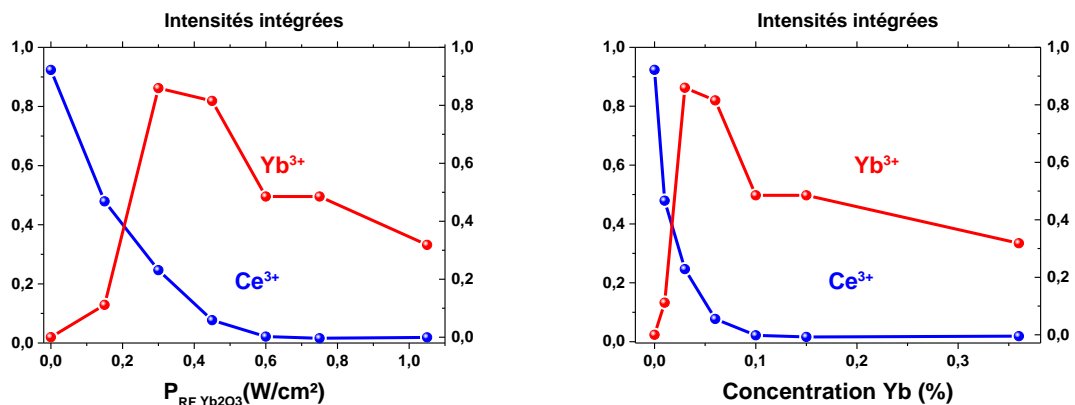 Intensités intégrées
1,0
0,8
0,6
0,4
0,2
0,0
1,0
0,8
0,6
0,4
0,2
0,0
Yb³⁺
Ce³⁺
0,0 0,2 0,4 0,6 0,8 1,0
P_RF Yb2O3(W/cm²)
Intensités intégrées
1,0
0,8
0,6
0,4
0,2
0,0
1,0
0,8
0,6
0,4
0,2
0,0
Yb³⁺
Ce³⁺
0,0 0,1 0,2 0,3
Concentration Yb (%)